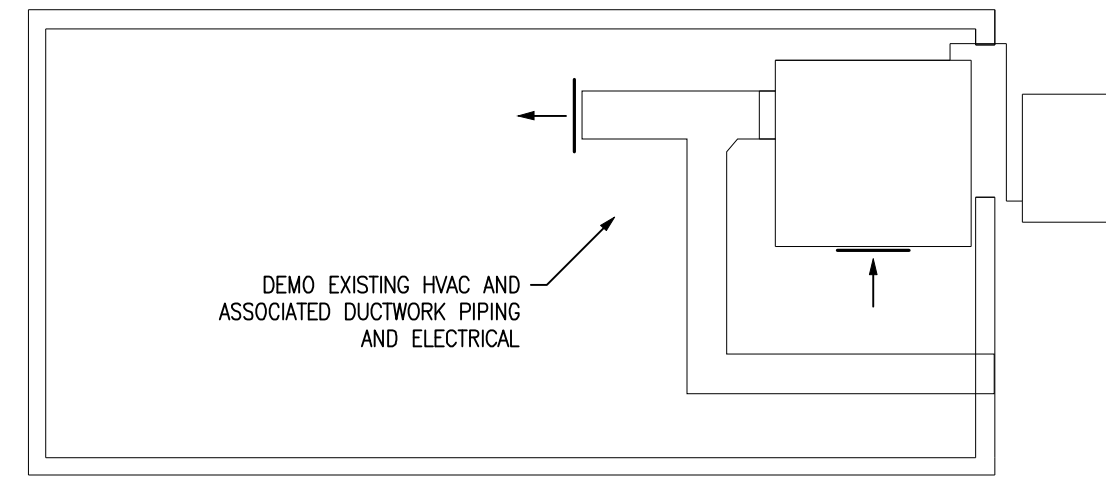 DEMO EXISTING HVAC AND
ASSOCIATED DUCTWORK PIPING
AND ELECTRICAL